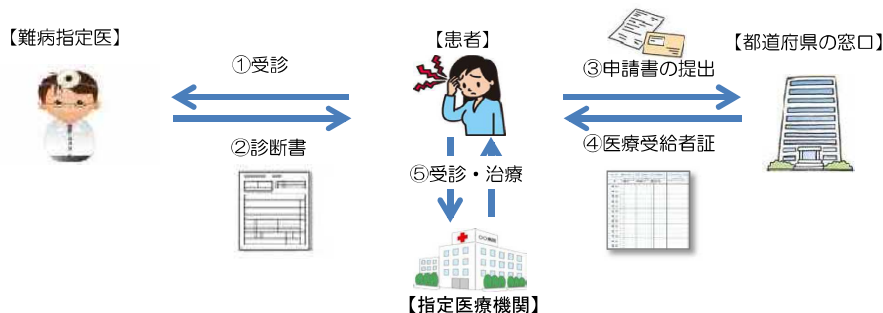 【難病指定医】
【患者】
【都道府県の窓口】
①受診
③申請書の提出
②診断書
④医療受給者証
⑤受診・治療
【指定医療機関】